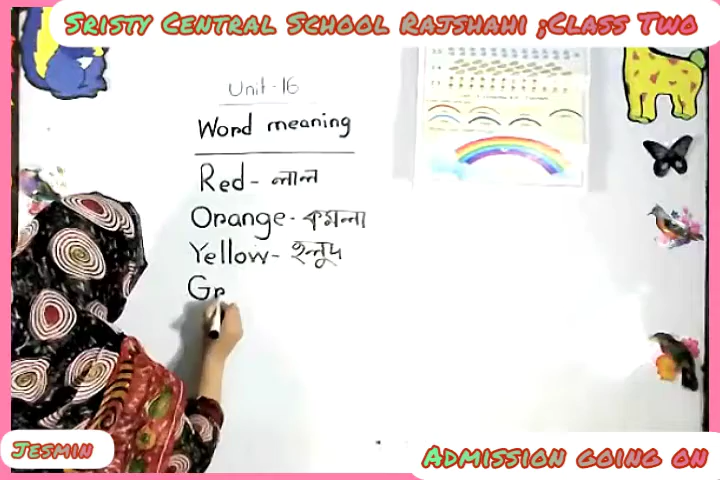 Sristy Central School Rajshahi ;Class Two
Unit-16
Word meaning
Red - লাল
Orange - কমলা
Yellow - হলুদ
Gr
Jesmin
Admission going on